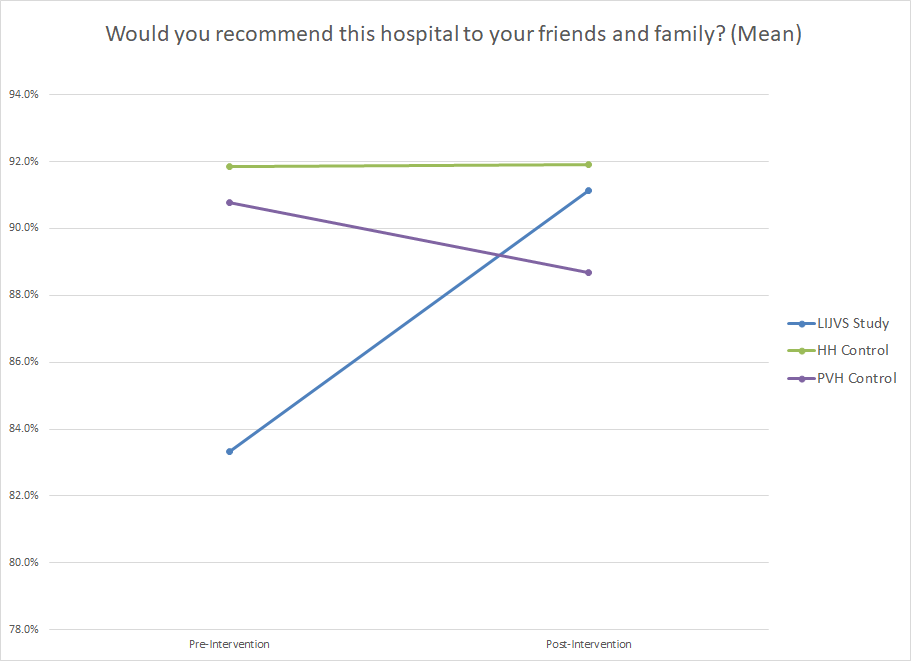 Would you recommend this hospital to your friends and family? (Mean)
94.0%
92.0%
90.0%
88.0%
86.0%
84.0%
82.0%
80.0%
78.0%
Pre-Intervention
Post-Intervention
LIJVS Study
HH Control
PVH Control